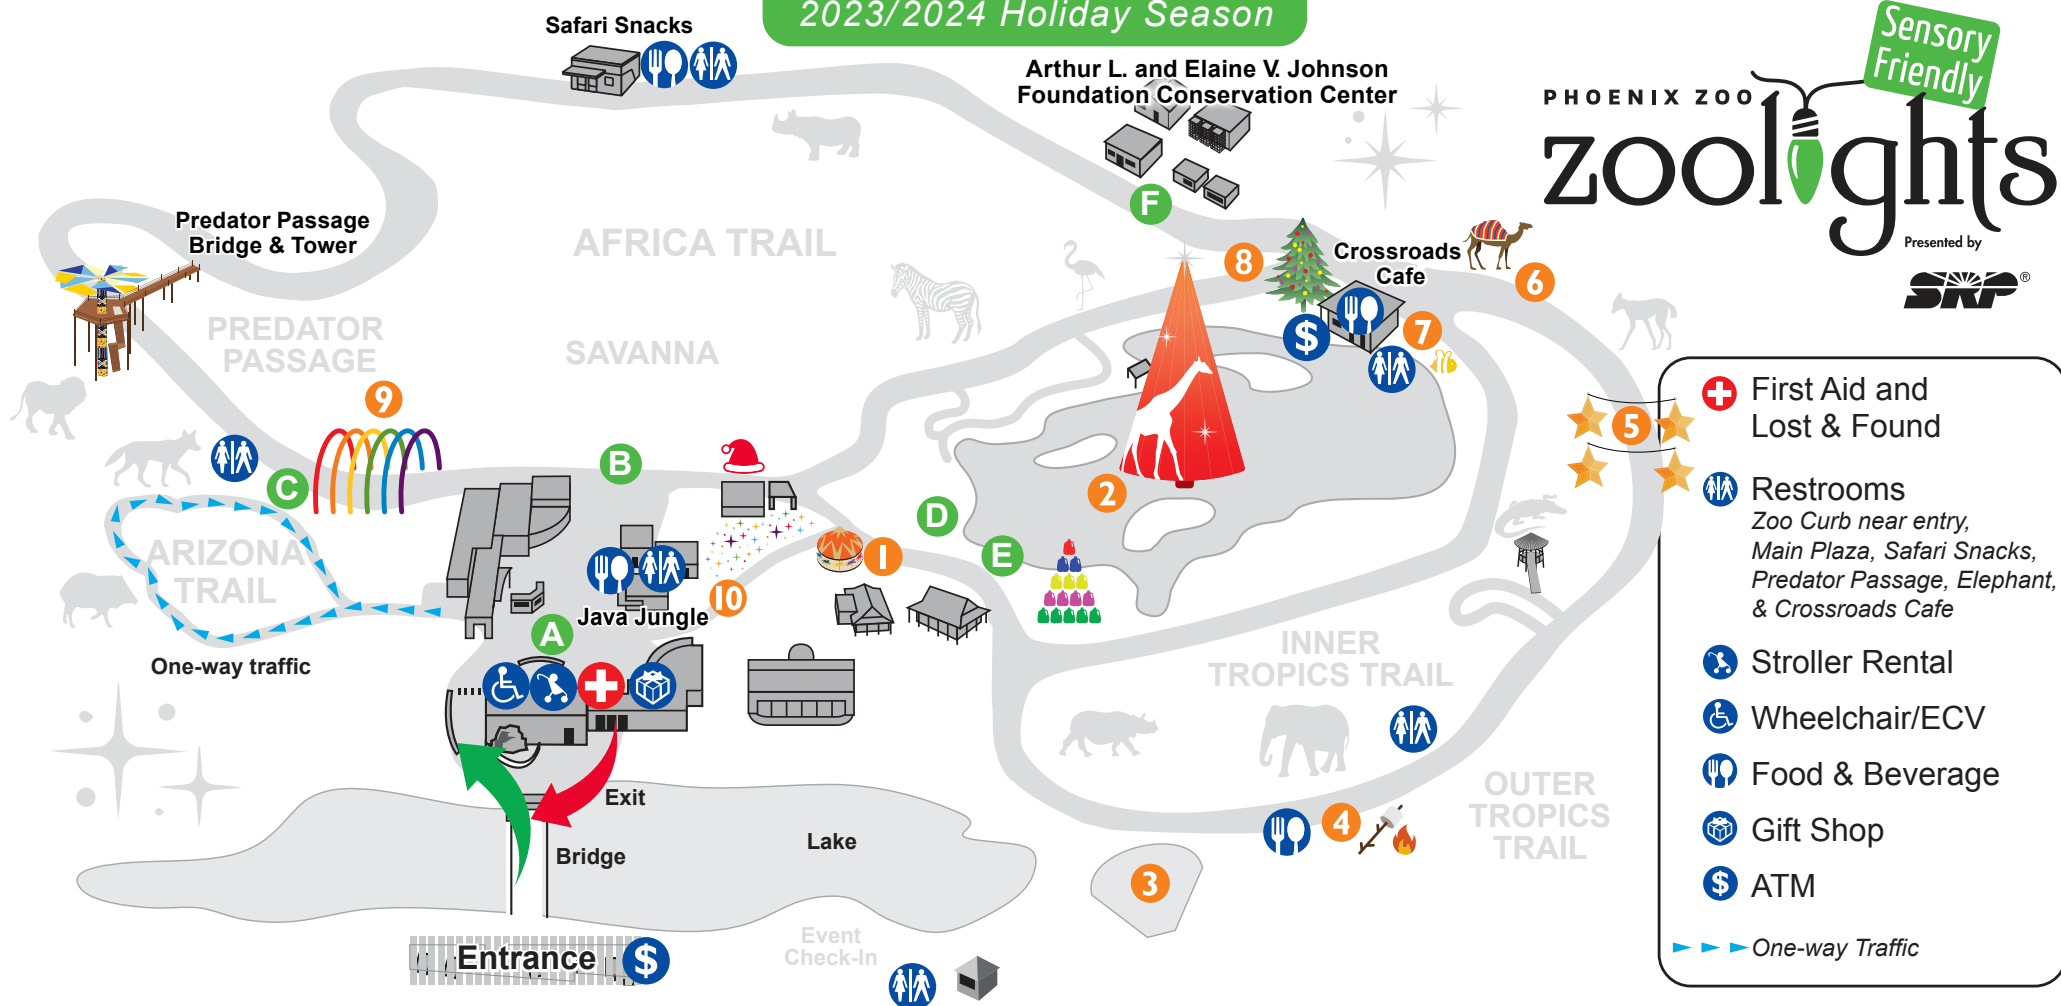 2023/2024 Holiday Season
Safari Snacks
Arthur L. and Elaine V. Johnson
Foundation Conservation Center
Sensory
Friendly
PHOENIX ZOO
zoolights
Presented by
SRP®
Predator Passage
Bridge & Tower
AFRICA TRAIL
F
8
Crossroads
Cafe
6
PREDATOR
PASSAGE
SAVANNA
$
7
9
5
C
B
2
D
E
1
ARIZONA
TRAIL
10
Java Jungle
A
One-way traffic
INNER
TROPICS TRAIL
Exit
Bridge
Lake
OUTER
TROPICS
TRAIL
4
3
Entrance
$
Event
Check-In
First Aid and
Lost & Found
Restrooms
Zoo Curb near entry,
Main Plaza, Safari Snacks,
Predator Passage, Elephant,
& Crossroads Cafe
Stroller Rental
Wheelchair/ECV
Food & Beverage
Gift Shop
$ ATM
One-way Traffic